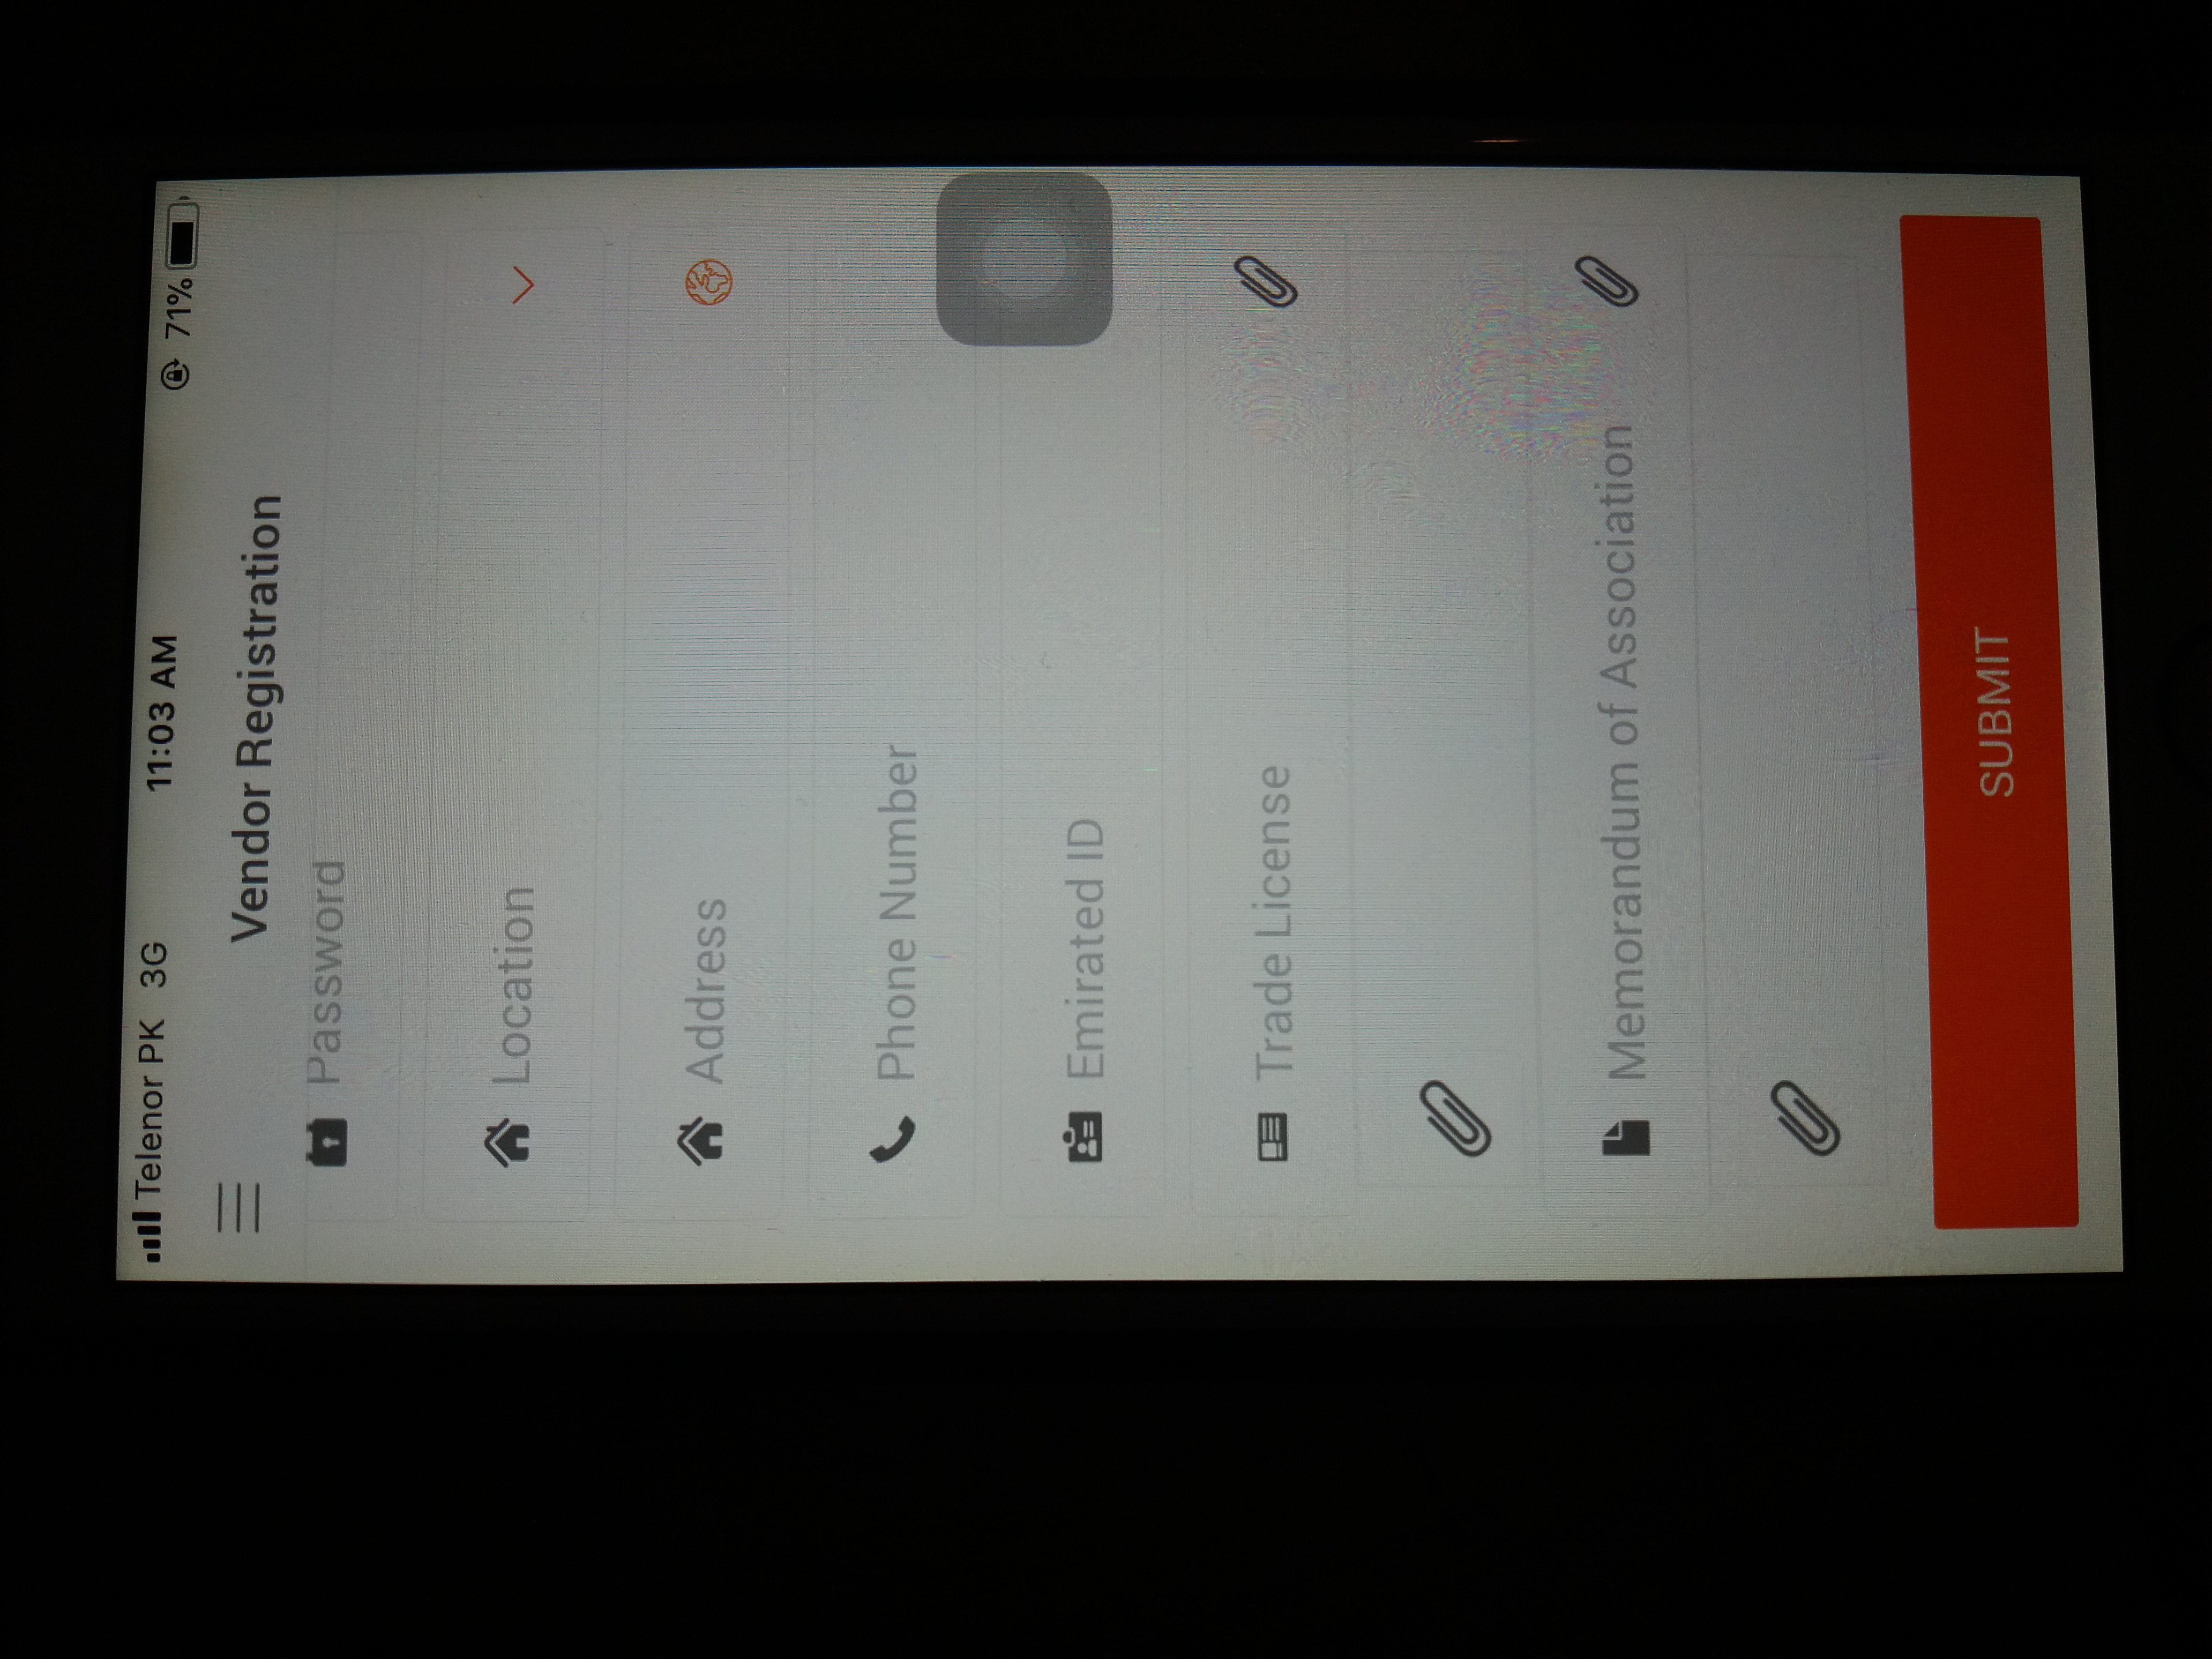 Telenor PK 3G 11:03 AM 71%
Vendor Registration
Password
Location
Address
Phone Number
Emirated ID
Trade License
Memorandum of Association
SUBMIT